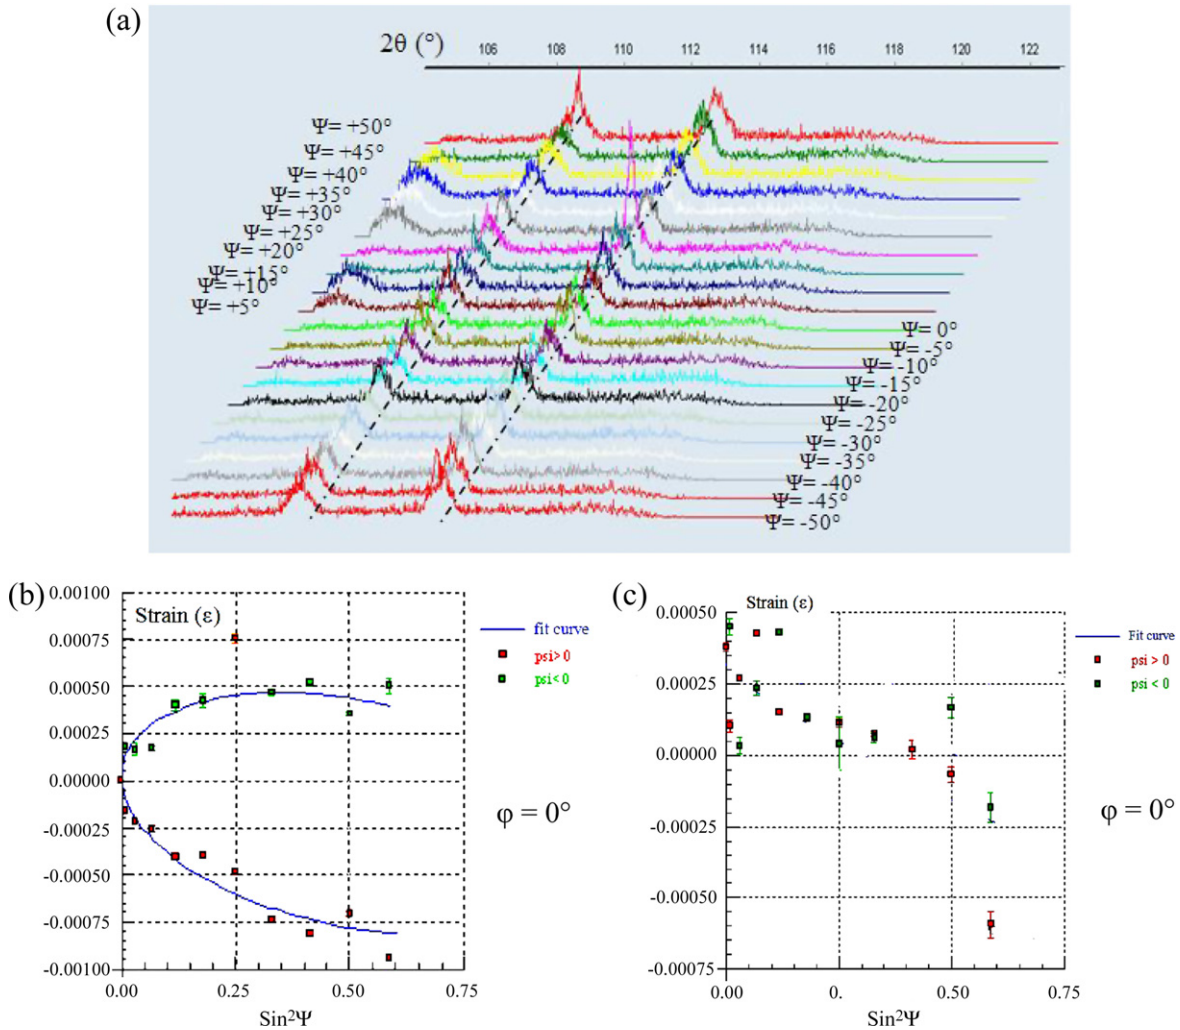 (a)
2θ (°)
106 108 110 112 114 116 118 120 122
Ψ= +50°
Ψ= +45°
Ψ= +40°
Ψ= +35°
Ψ= +30°
Ψ= +25°
Ψ= +20°
Ψ= +15°
Ψ= +10°
Ψ= +5°
Ψ= 0°
Ψ= -5°
Ψ= -10°
Ψ= -15°
Ψ= -20°
Ψ= -25°
Ψ= -30°
Ψ= -35°
Ψ= -40°
Ψ= -45°
Ψ= -50°
(b)
Strain (ε)
0.00100
0.00075
0.00050
0.00025
0.00000
-0.00025
-0.00050
-0.00075
-0.00100
0.00 0.25 0.50 0.75
Sin²Ψ
fit curve
psi> 0
psi< 0
φ = 0°
(c)
Strain (ε)
0.00050
0.00025
0.00000
-0.00025
-0.00050
-0.00075
0.00 0. 0.50 0.75
Sin²Ψ
Fit curve
psi > 0
psi < 0
φ = 0°